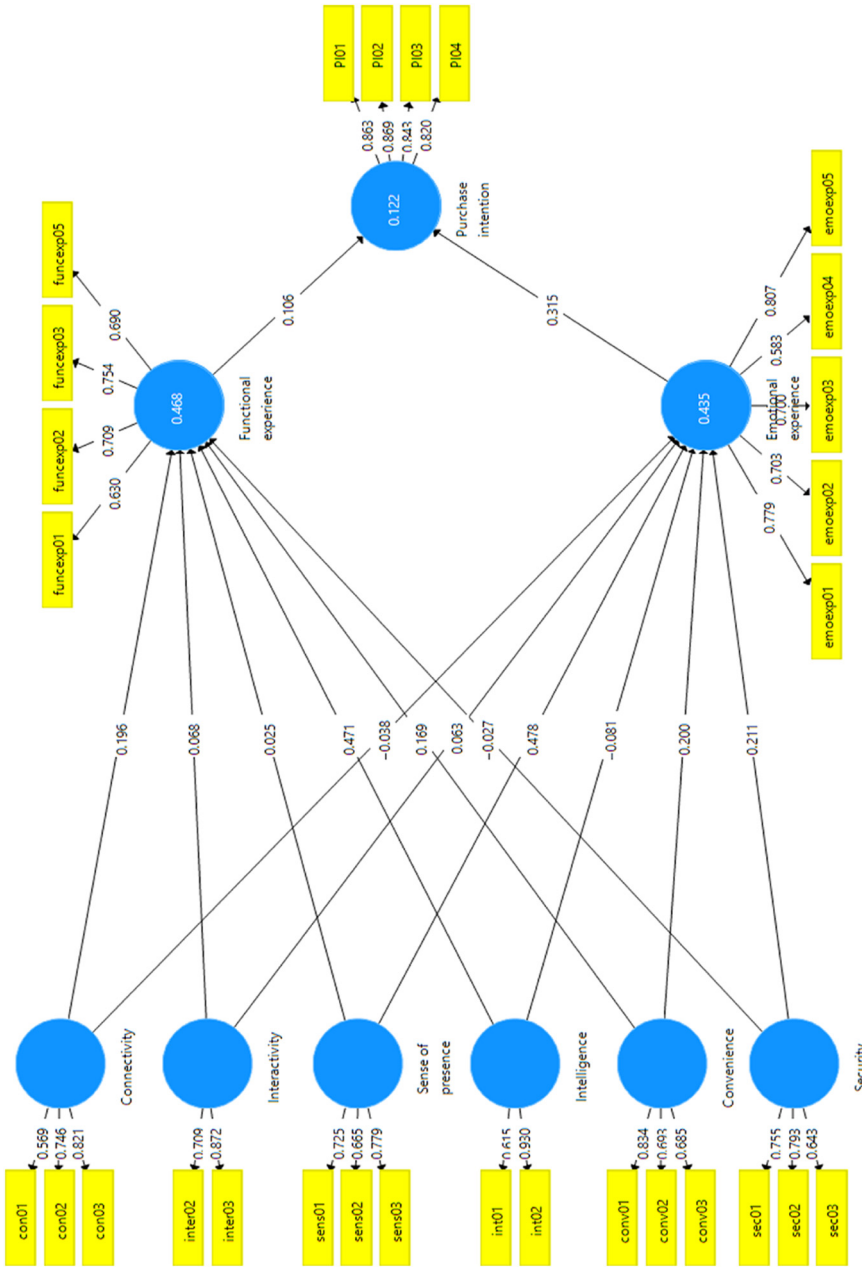 PI01
PI02
PI03
PI04
0.863
0.869
0.843
0.820
0.122
Purchase
intention
funcexp01
funcexp02
funcexp03
funcexp05
0.630
0.709
0.754
0.690
0.468
Functional
experience
0.106
0.315
0.435
Emotional
experience
0.779
0.703
0.700
0.583
0.807
emoexp01
emoexp02
emoexp03
emoexp04
emoexp05
0.196
0.068
0.025
0.471
-0.038
0.169
0.063
-0.027
0.478
-0.081
0.200
0.211
Connectivity
Interactivity
Sense of
presence
Intelligence
Convenience
Security
0.569
0.746
0.821
0.709
0.872
0.725
0.665
0.779
0.615
0.930
0.834
0.693
0.685
0.755
0.793
0.643
con01
con02
con03
inter02
inter03
sens01
sens02
sens03
int01
int02
conv01
conv02
conv03
sec01
sec02
sec03